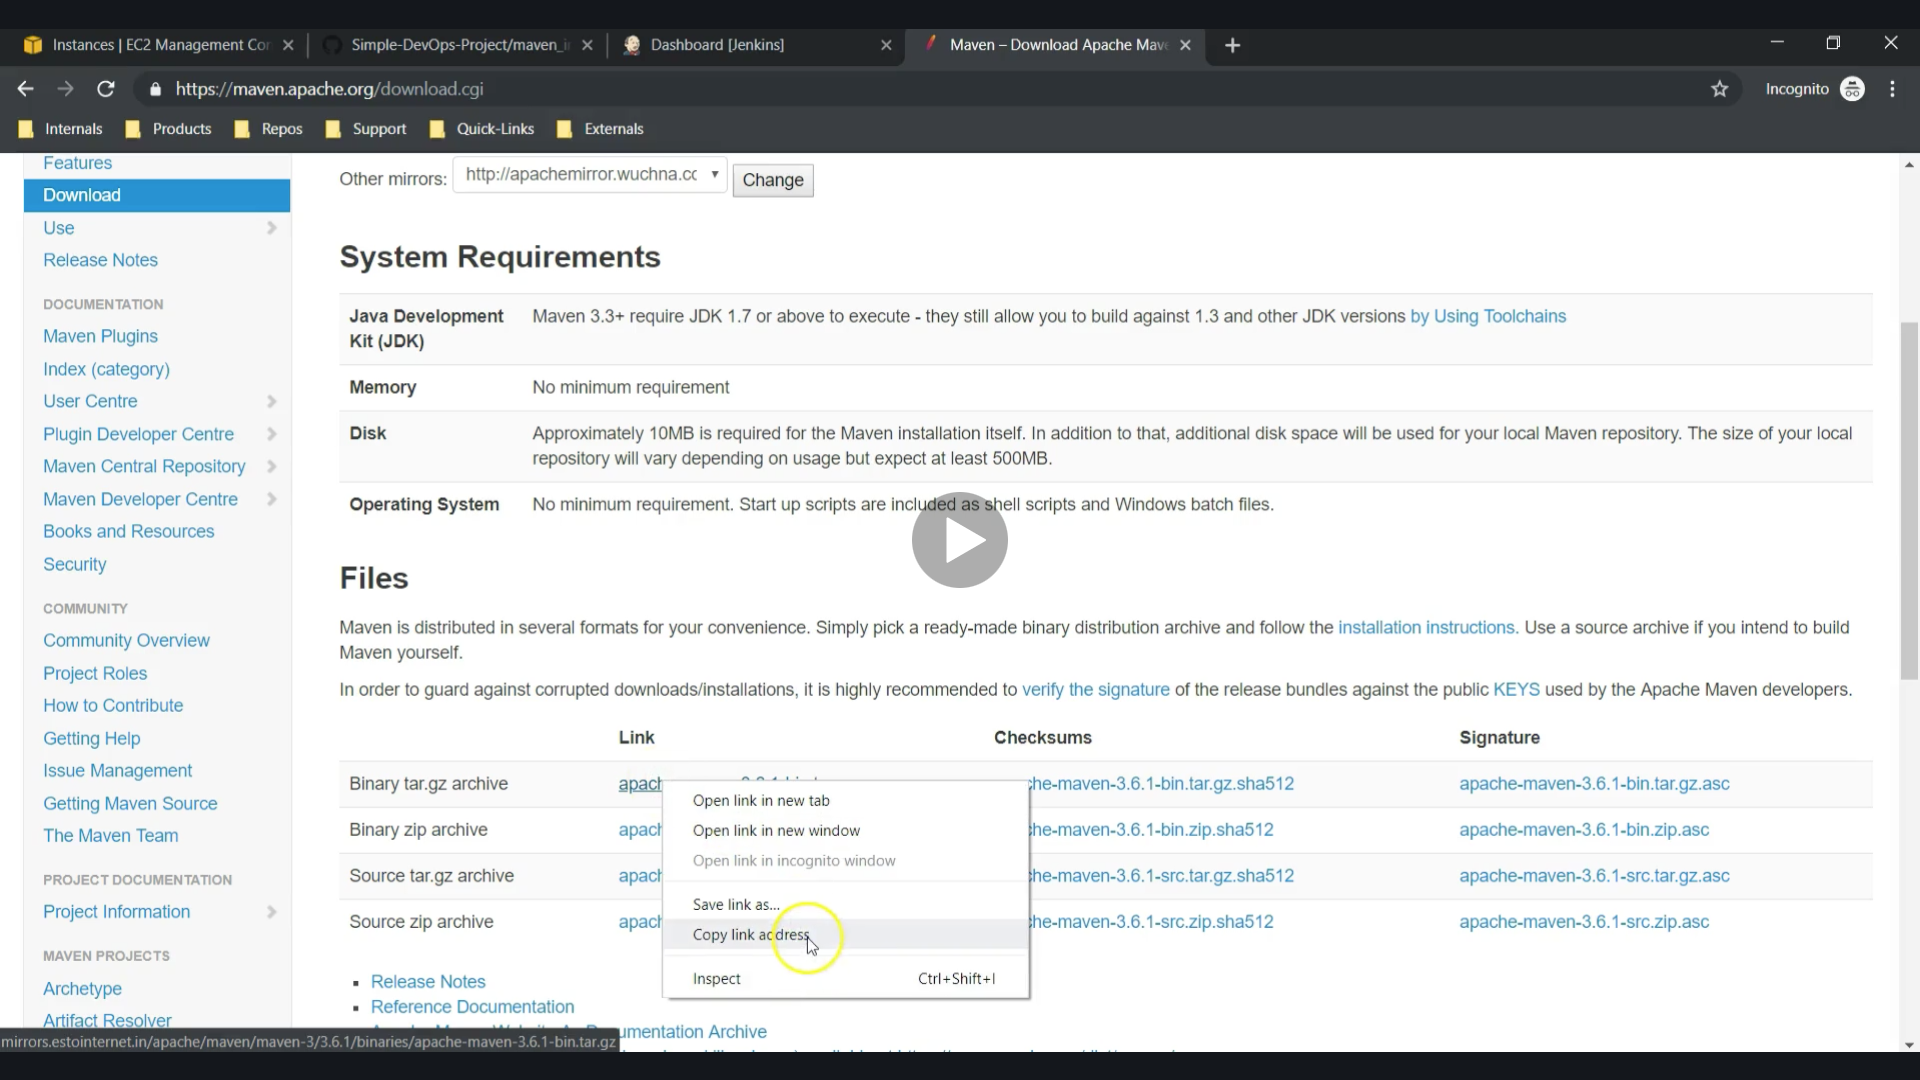 Instances | EC2 Management Cor
Simple-DevOps-Project/maven_i
Dashboard [Jenkins]
Maven – Download Apache Mav
https://maven.apache.org/download.cgi
Incognito
Internals
Products
Repos
Support
Quick-Links
Externals
Features
Download
Use
Release Notes
DOCUMENTATION
Maven Plugins
Index (category)
User Centre
Plugin Developer Centre
Maven Central Repository
Maven Developer Centre
Books and Resources
Security
COMMUNITY
Community Overview
Project Roles
How to Contribute
Getting Help
Issue Management
Getting Maven Source
The Maven Team
PROJECT DOCUMENTATION
Project Information
MAVEN PROJECTS
Archetype
Artifact Resolver
Other mirrors: http://apachemirror.wuchna.cc Change
System Requirements
Java Development Kit (JDK) Maven 3.3+ require JDK 1.7 or above to execute - they still allow you to build against 1.3 and other JDK versions by Using Toolchains
Memory No minimum requirement
Disk Approximately 10MB is required for the Maven installation itself. In addition to that, additional disk space will be used for your local Maven repository. The size of your local
repository will vary depending on usage but expect at least 500MB.
Operating System No minimum requirement. Start up scripts are included as shell scripts and Windows batch files.
Files
Maven is distributed in several formats for your convenience. Simply pick a ready-made binary distribution archive and follow the installation instructions. Use a source archive if you intend to build
Maven yourself.
In order to guard against corrupted downloads/installations, it is highly recommended to verify the signature of the release bundles against the public KEYS used by the Apache Maven developers.
Link Checksums Signature
Binary tar.gz archive apach he-maven-3.6.1-bin.tar.gz.sha512 apache-maven-3.6.1-bin.tar.gz.asc
Binary zip archive apach he-maven-3.6.1-bin.zip.sha512 apache-maven-3.6.1-bin.zip.asc
Source tar.gz archive apach he-maven-3.6.1-src.tar.gz.sha512 apache-maven-3.6.1-src.tar.gz.asc
Source zip archive apach he-maven-3.6.1-src.zip.sha512 apache-maven-3.6.1-src.zip.asc
Open link in new tab
Open link in new window
Open link in incognito window
Save link as...
Copy link address
Inspect Ctrl+Shift+I
Release Notes
Reference Documentation
umentation Archive
mirrors.estointernet.in/apache/maven/maven-3/3.6.1/binaries/apache-maven-3.6.1-bin.tar.gz